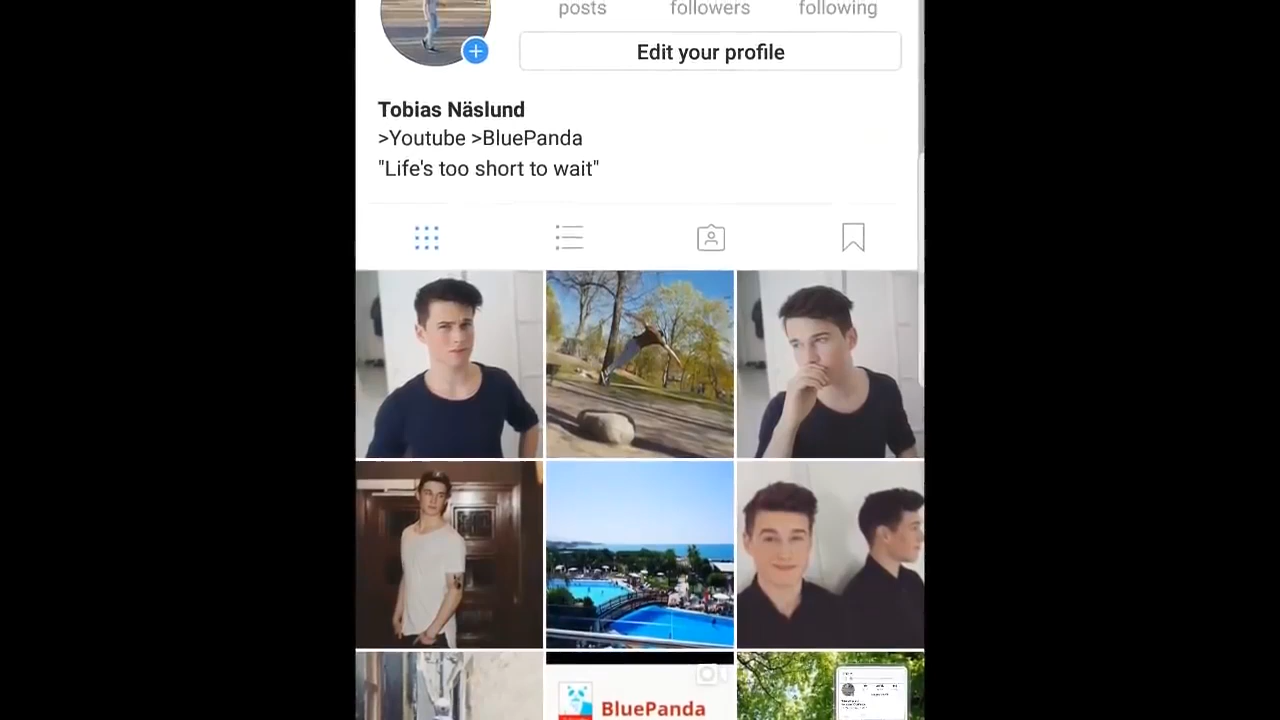 posts followers following
Edit your profile
Tobias Näslund
>Youtube >BluePanda
"Life's too short to wait"
BluePanda